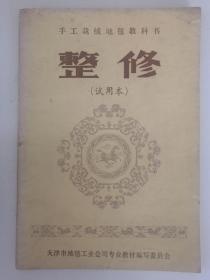 手工栽绒地毯教科书
整修
(试用本)
天津市地毯工业公司专业教材编写委员会